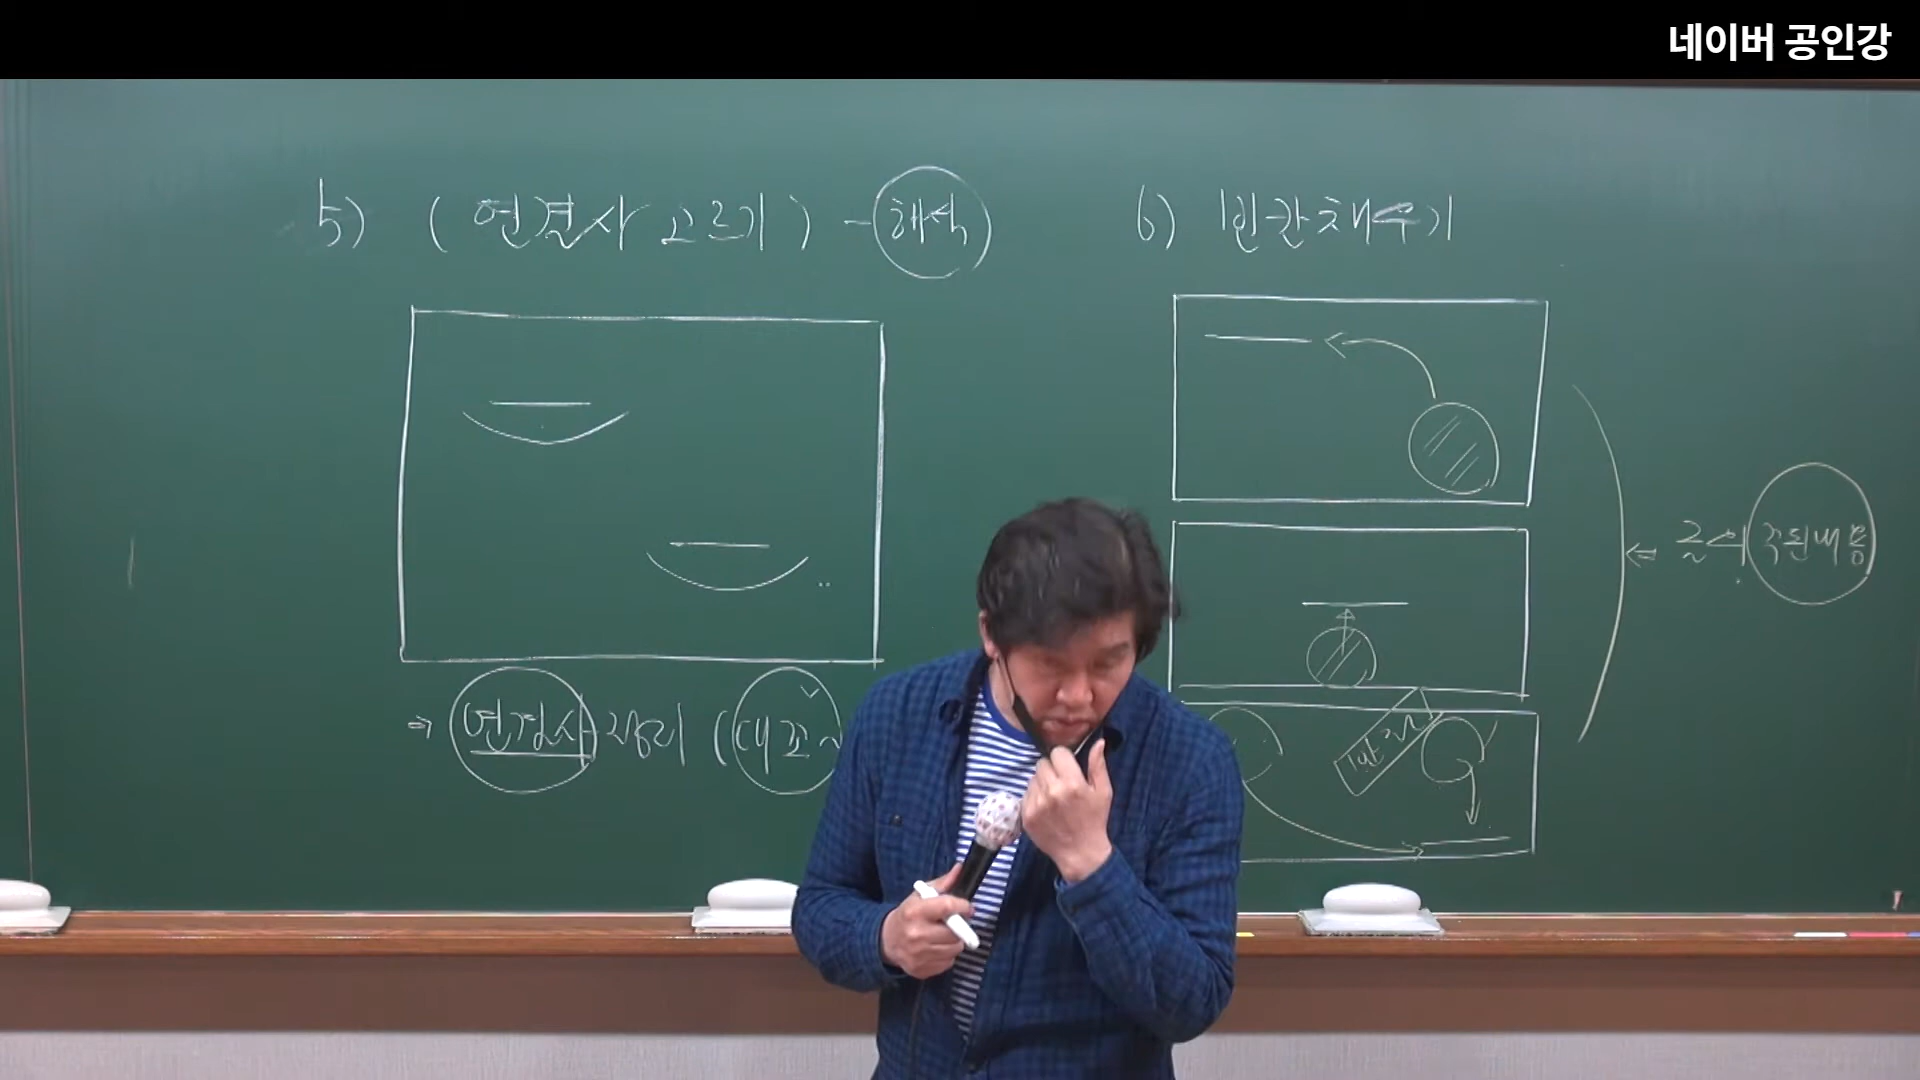 네이버 공인강
5) (연결사 고르기) - 해석
6) 빈칸채우기
글의 주된내용
⇒ 연결사 정리 (대조~